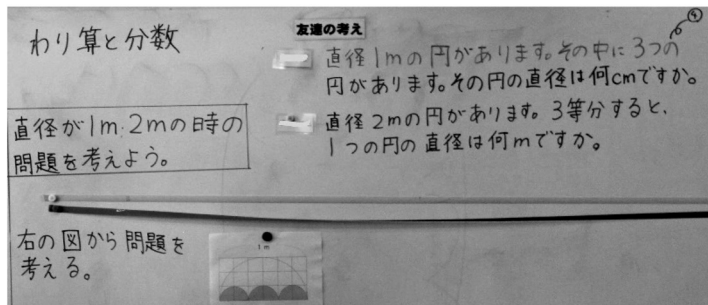 わり算と分数
友達の考え
④
直径1mの円があります。その中に3つの
円があります。その円の直径は何cmですか。
直径2mの円があります。3等分すると、
1つの円の直径は何mですか。
直径が1m、2mの時の
問題を考えよう。
右の図から問題を
考える。
1m